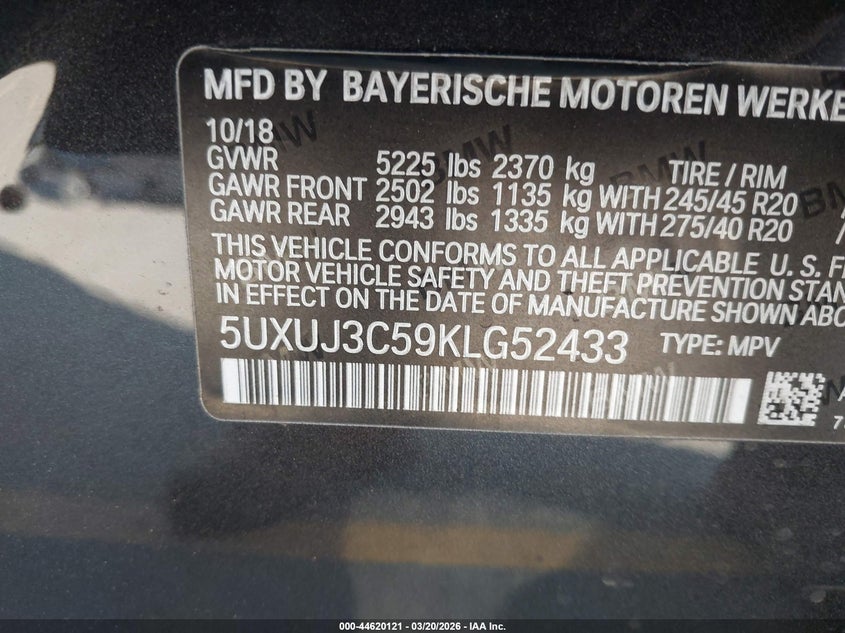 MFD BY BAYERISCHE MOTOREN WERKE
10/18
GVWR 5225 lbs 2370 kg TIRE / RIM
GAWR FRONT 2502 lbs 1135 kg WITH 245/45 R20 /
GAWR REAR 2943 lbs 1335 kg WITH 275/40 R20 /
THIS VEHICLE CONFORMS TO ALL APPLICABLE U. S. F
MOTOR VEHICLE SAFETY AND THEFT PREVENTION STAN
IN EFFECT ON THE DATE OF MANUFACTURE SHOWN ABO
5UXUJ3C59KLG52433 TYPE: MPV
000-44620121 | 03/20/2026 | IAA Inc.